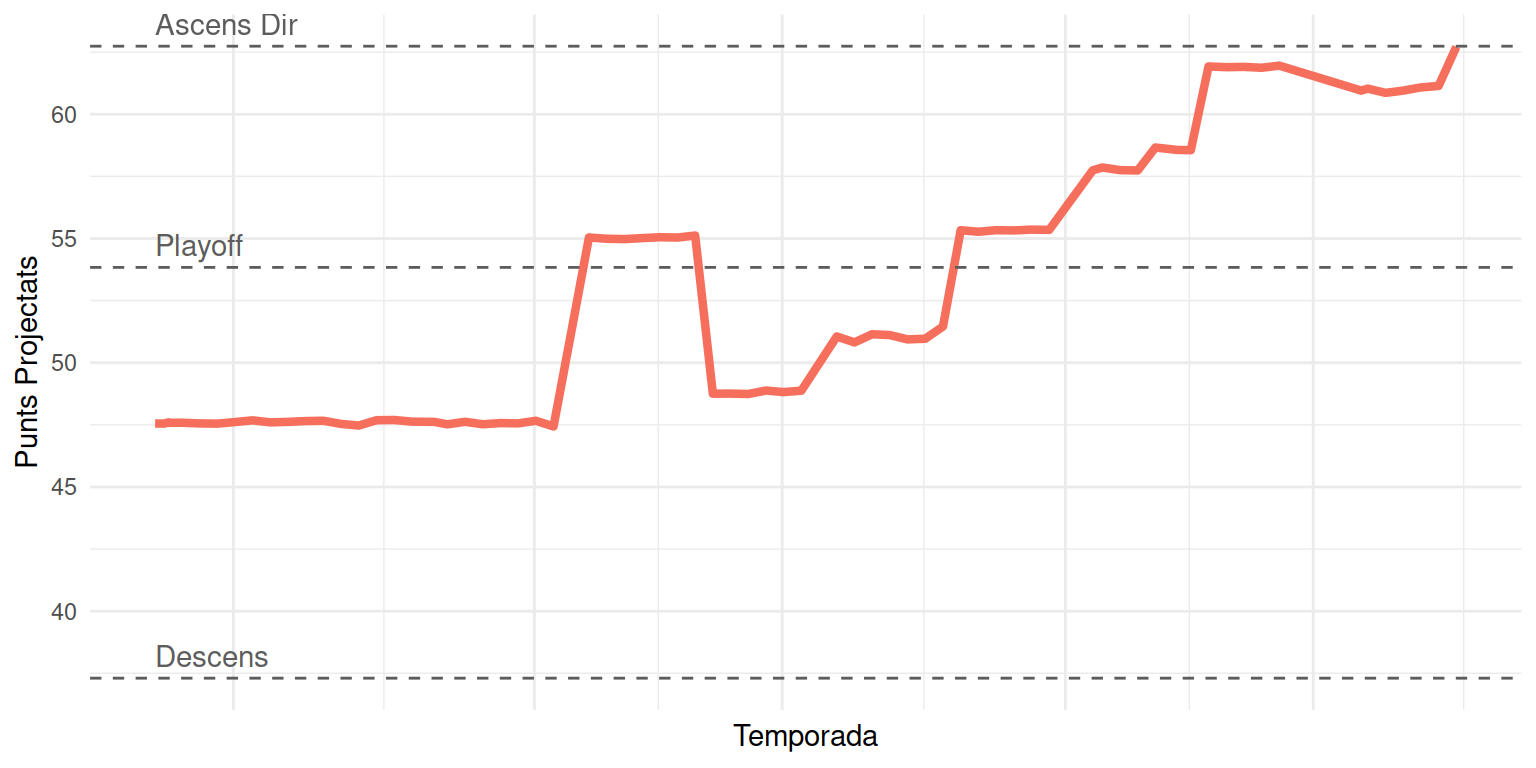 Ascens Dir
60
55
Playoff
50
45
40
Descens
Punts Projectats
Temporada